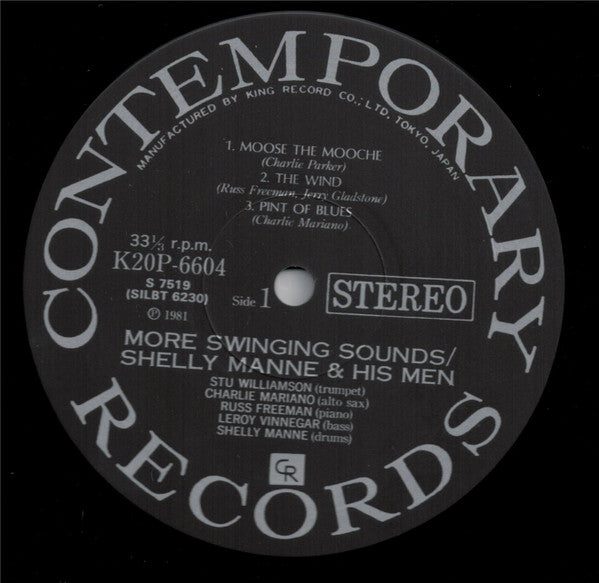 CONTEMPORARY
MANUFACTURED BY KING RECORD CO., LTD. TOKYO, JAPAN
1. MOOSE THE MOOCHE
(Charlie Parker)
2. THE WIND
(Russ Freeman, Jerry Gladstone)
3. PINT OF BLUES
(Charlie Mariano)
33⅓ r.p.m.
K20P-6604
S 7519
(SILBT 6230)
℗ 1981
Side 1
STEREO
MORE SWINGING SOUNDS/
SHELLY MANNE & HIS MEN
STU WILLIAMSON (trumpet)
CHARLIE MARIANO (alto sax)
RUSS FREEMAN (piano)
LEROY VINNEGAR (bass)
SHELLY MANNE (drums)
CR
RECORDS